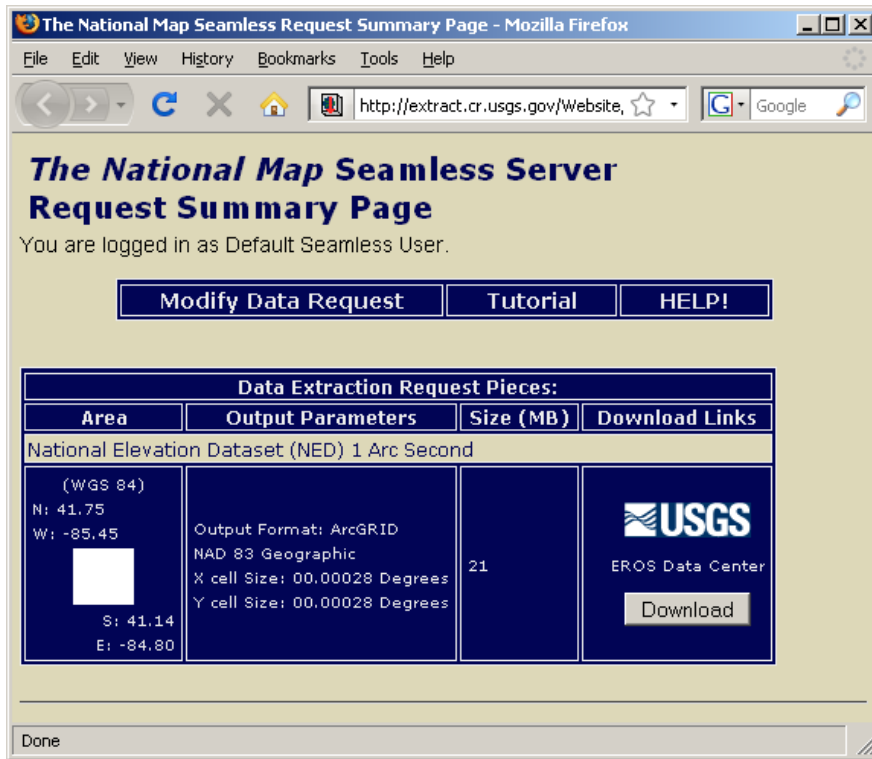 The National Map Seamless Request Summary Page - Mozilla Firefox
File Edit View History Bookmarks Tools Help
http://extract.cr.usgs.gov/Website, G Google
The National Map Seamless Server
Request Summary Page
You are logged in as Default Seamless User.
Modify Data Request Tutorial HELP!
Data Extraction Request Pieces:
Area Output Parameters Size (MB) Download Links
National Elevation Dataset (NED) 1 Arc Second
(WGS 84)
N: 41.75
W: -85.45
S: 41.14
E: -84.80
Output Format: ArcGRID
NAD 83 Geographic
X cell Size: 00.00028 Degrees
Y cell Size: 00.00028 Degrees
21
USGS
EROS Data Center
Download
Done